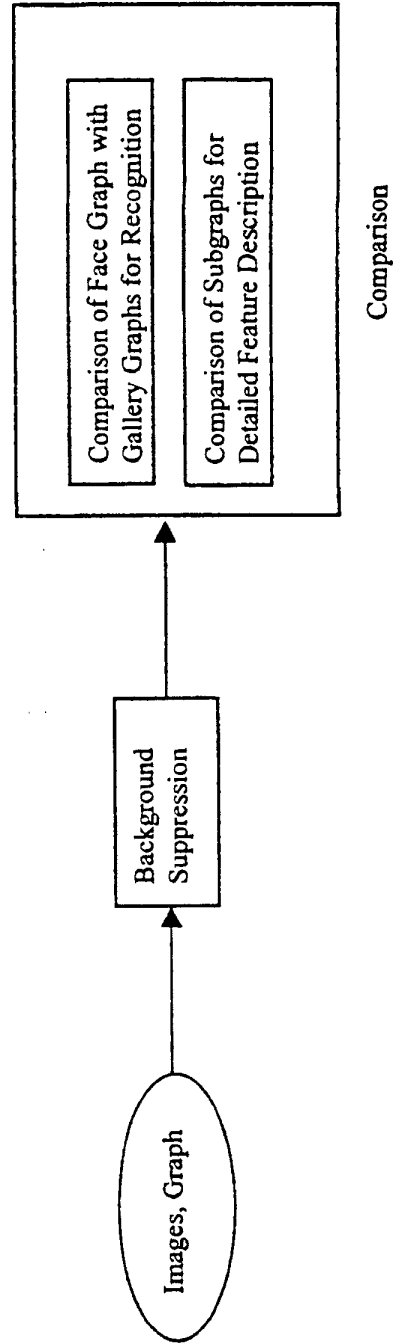 Images, Graph
Background
Suppression
Comparison of Face Graph with
Gallery Graphs for Recognition
Comparison of Subgraphs for
Detailed Feature Description
Comparison